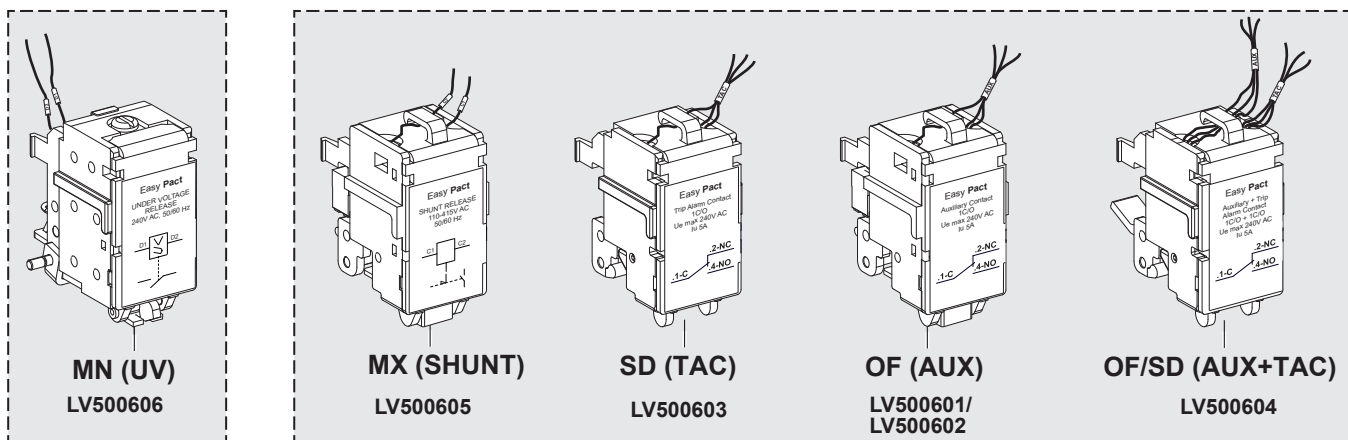 Easy Pact
UNDER VOLTAGE
RELEASE
240V AC, 50/60 Hz
D1
D2
MN (UV)
LV500606
Easy Pact
SHUNT RELEASE
110-415V AC
50/60 Hz
C1
C2
MX (SHUNT)
LV500605
TAC
Easy Pact
Trip Alarm Contact
1C/O
Ue max 240V AC
Iu 5A
.2-NC
.1-C
.4-NO
SD (TAC)
LV500603
AUX
Easy Pact
Auxiliary Contact
1C/O
Ue max 240V AC
Iu 5A
.2-NC
.1-C
.4-NO
OF (AUX)
LV500601/
LV500602
AUX
TAC
Easy Pact
Auxiliary + Trip
Alarm Contact
1C/O + 1C/O
Ue max 240V AC
Iu 5A
.2-NC
.1-C
.4-NO
OF/SD (AUX+TAC)
LV500604